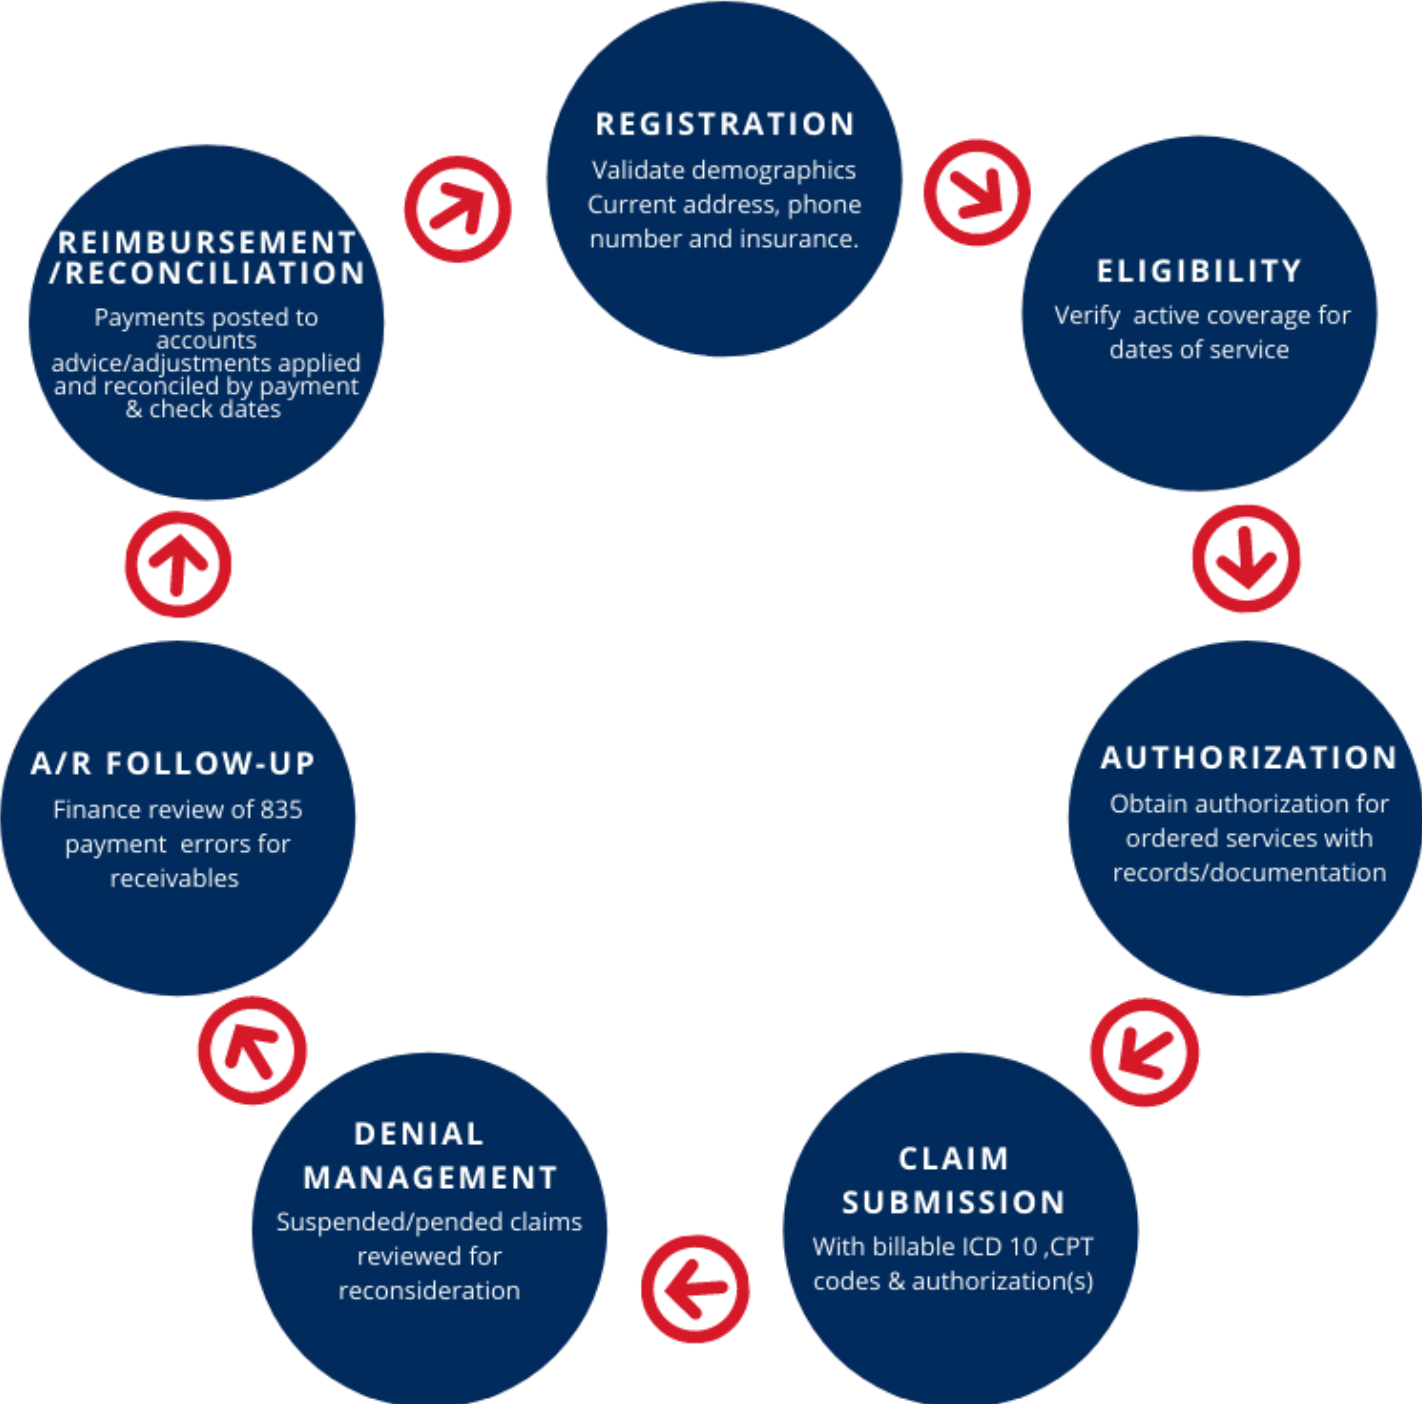 REGISTRATION
Validate demographics
Current address, phone
number and insurance.
ELIGIBILITY
Verify  active coverage for
dates of service
AUTHORIZATION
Obtain authorization for
ordered services with
records/documentation
CLAIM
SUBMISSION
With billable ICD 10 ,CPT
codes & authorization(s)
DENIAL
MANAGEMENT
Suspended/pended claims
reviewed for
reconsideration
A/R FOLLOW-UP
Finance review of 835
payment  errors for
receivables
REIMBURSEMENT
/RECONCILIATION
Payments posted to
accounts
advice/adjustments applied
and reconciled by payment
& check dates